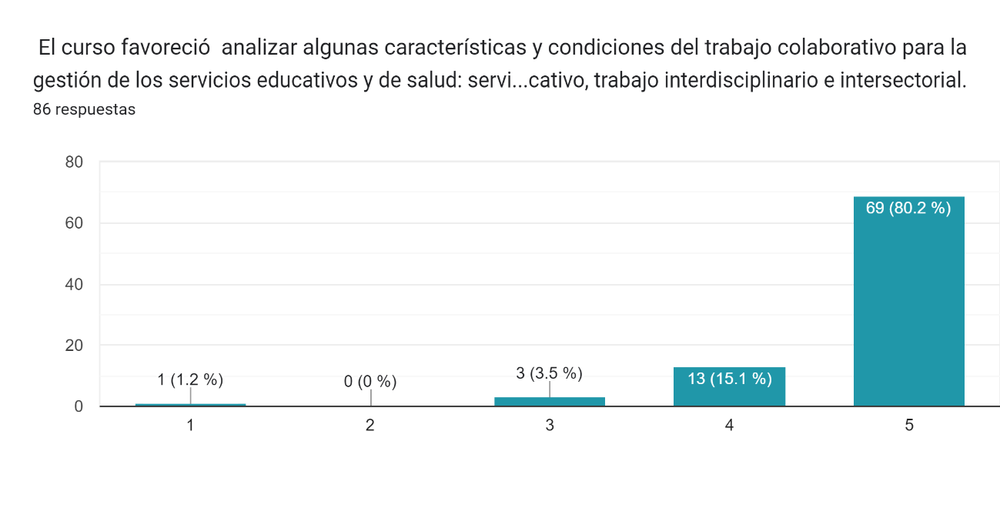 El curso favoreció  analizar algunas características y condiciones del trabajo colaborativo para la
gestión de los servicios educativos y de salud: servi...cativo, trabajo interdisciplinario e intersectorial.
86 respuestas
80
60
40
20
0
1 (1.2 %)
0 (0 %)
3 (3.5 %)
13 (15.1 %)
69 (80.2 %)
1
2
3
4
5